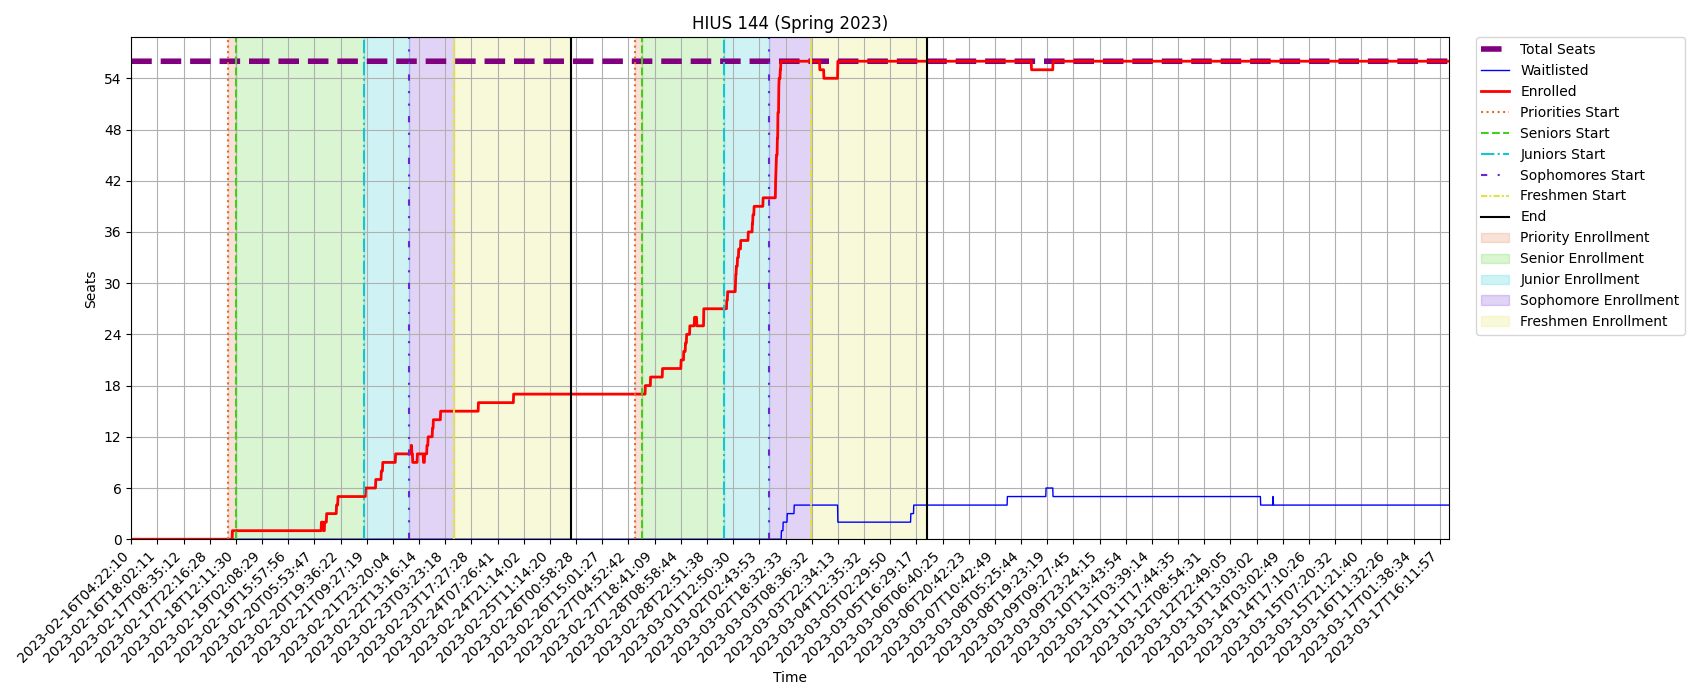 HIUS 144 (Spring 2023)
Seats
54
48
42
36
30
24
18
12
6
0
2023-02-16T04:22:10
2023-02-16T18:02:11
2023-02-17T08:35:12
2023-02-17T22:16:28
2023-02-18T12:11:30
2023-02-19T02:08:29
2023-02-19T15:57:56
2023-02-20T05:53:47
2023-02-20T19:36:22
2023-02-21T09:27:19
2023-02-21T23:20:04
2023-02-22T13:16:14
2023-02-23T03:23:18
2023-02-24T07:26:41
2023-02-24T21:14:02
2023-02-25T11:14:20
2023-02-26T00:58:28
2023-02-26T15:01:27
2023-02-27T04:52:42
2023-02-27T18:41:09
2023-02-28T08:58:44
2023-02-28T22:51:38
2023-03-01T12:50:30
2023-03-02T02:43:53
2023-03-02T18:32:33
2023-03-03T08:36:32
2023-03-03T22:34:13
2023-03-04T12:35:32
2023-03-05T02:29:50
2023-03-05T16:29:17
2023-03-06T06:40:25
2023-03-06T20:42:23
2023-03-07T10:42:49
2023-03-08T05:25:44
2023-03-08T19:23:19
2023-03-09T09:27:45
2023-03-09T23:24:15
2023-03-10T13:43:54
2023-03-11T03:39:14
2023-03-11T17:44:35
2023-03-12T08:54:31
2023-03-12T22:49:05
2023-03-13T13:03:02
2023-03-14T03:02:49
2023-03-14T17:10:26
2023-03-15T07:20:32
2023-03-15T21:21:40
2023-03-16T11:32:26
2023-03-17T01:38:34
2023-03-17T16:11:57
Time
Total Seats
Waitlisted
Enrolled
Priorities Start
Seniors Start
Juniors Start
Sophomores Start
Freshmen Start
End
Priority Enrollment
Senior Enrollment
Junior Enrollment
Sophomore Enrollment
Freshmen Enrollment